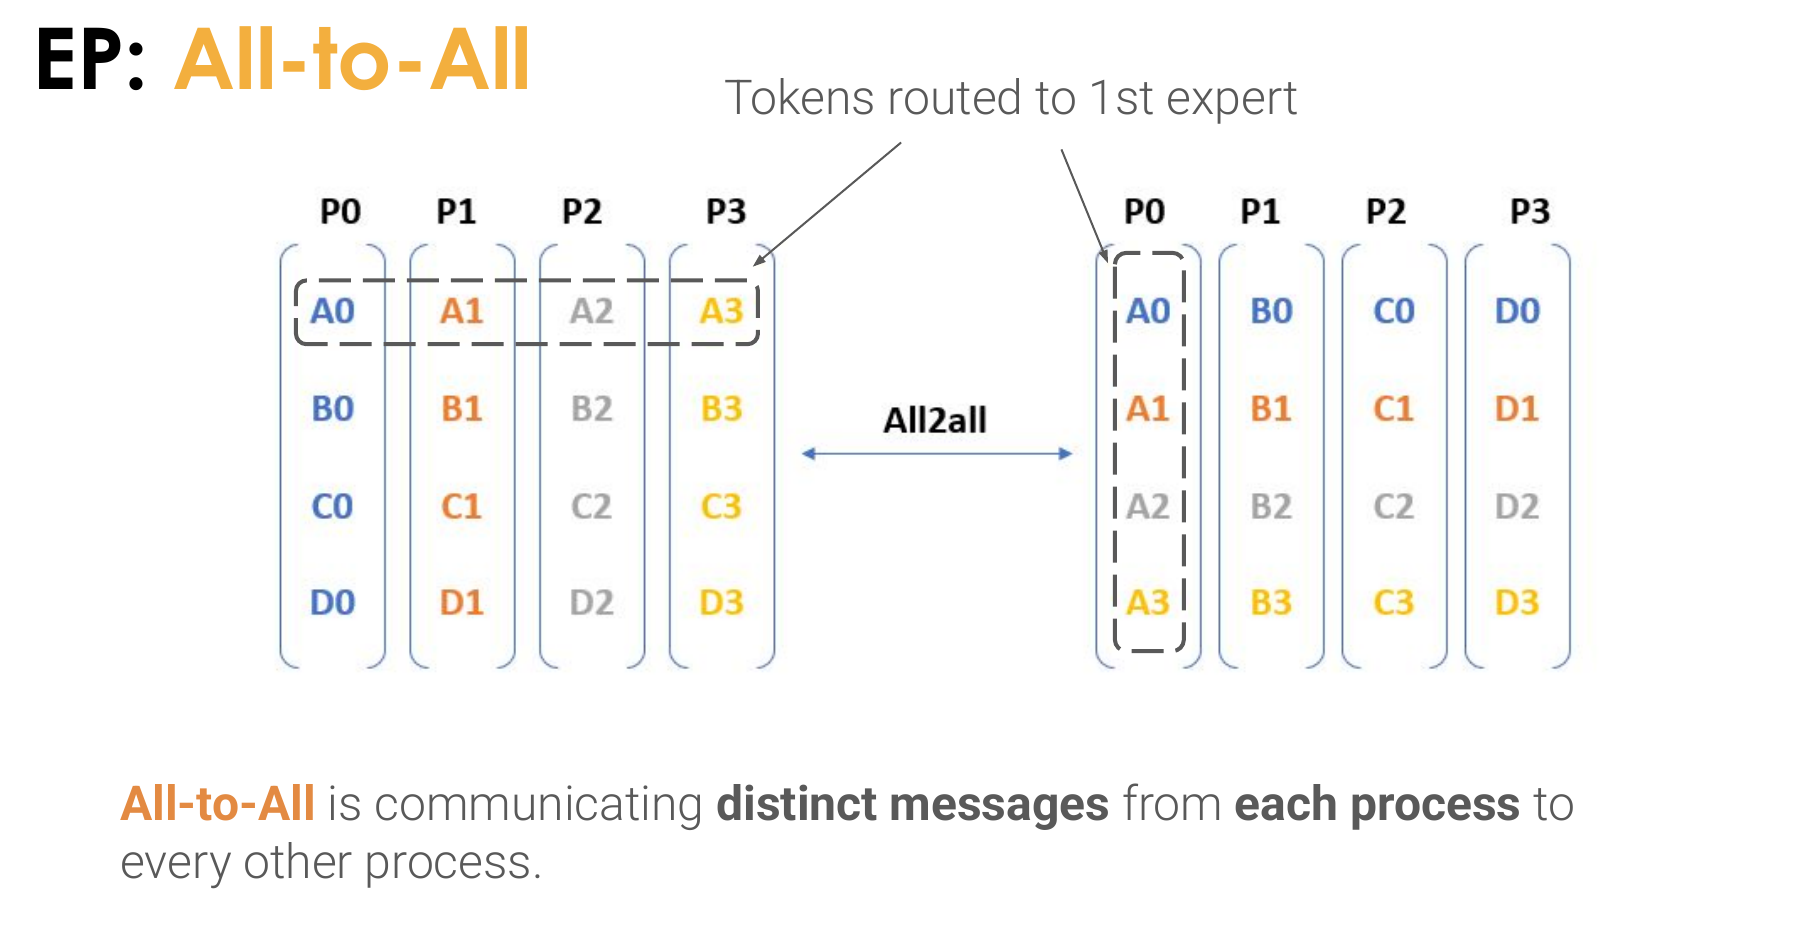 EP: All-to-All
Tokens routed to 1st expert
P0 P1 P2 P3 P0 P1 P2 P3
A0 A1 A2 A3 A0 B0 C0 D0
B0 B1 B2 B3 A1 B1 C1 D1
All2all
C0 C1 C2 C3 A2 B2 C2 D2
D0 D1 D2 D3 A3 B3 C3 D3
All-to-All is communicating distinct messages from each process to
every other process.